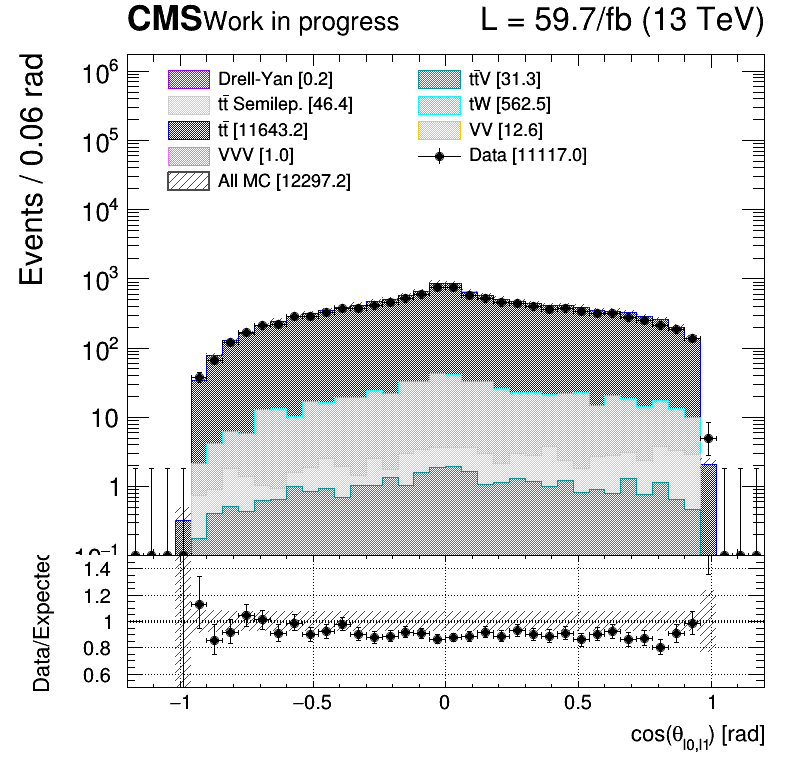 CMS Work in progress L = 59.7/fb (13 TeV)
Events / 0.06 rad
Drell-Yan [0.2]
tt̄ Semilep. [46.4]
tt̄ [11643.2]
VVV [1.0]
All MC [12297.2]
tt̄V [31.3]
tW [562.5]
VV [12.6]
Data [11117.0]
10⁶
10⁵
10⁴
10³
10²
10
1
10⁻¹
Data/Expected
1.4
1.2
1
0.8
0.6
−1 −0.5 0 0.5 1
cos(θl0,l1) [rad]